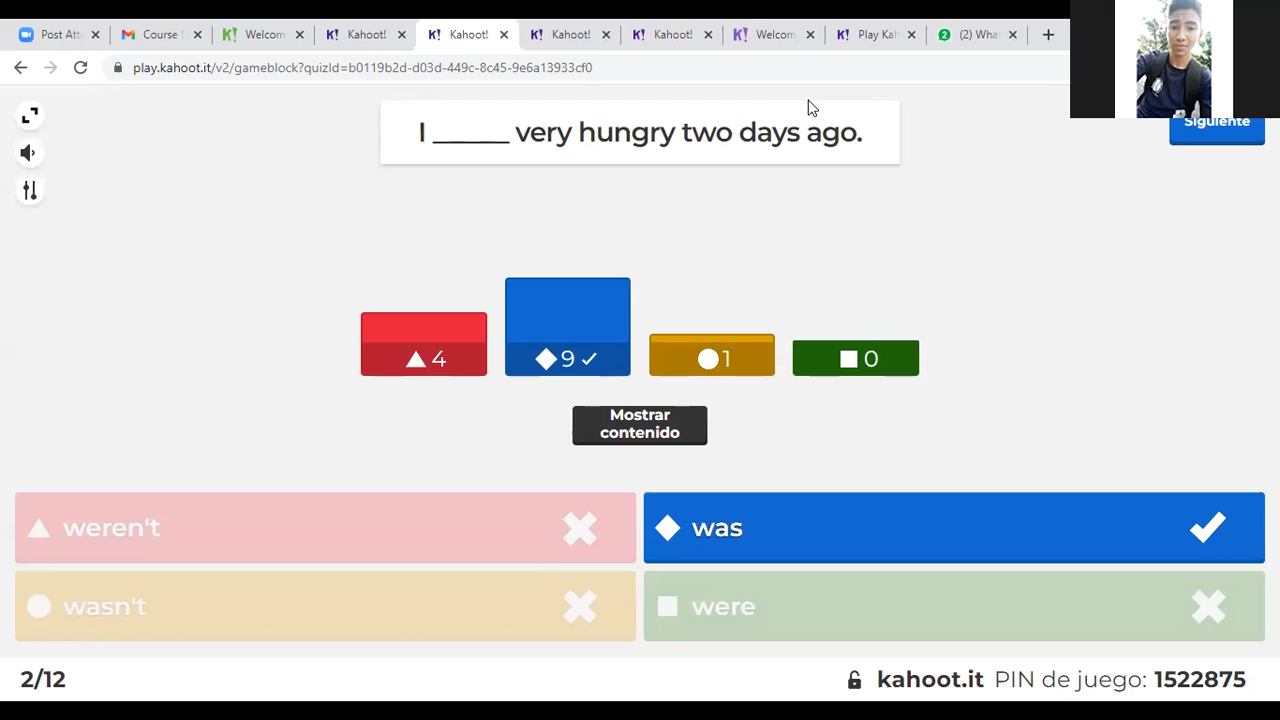 Post Att
Course
Welcom
Kahoot!
Kahoot!
Kahoot!
Kahoot!
Welcom
Play Kah
(2) Wha
play.kahoot.it/v2/gameblock?quizId=b0119b2d-d03d-449c-bc45-9e6a13933cf0
I _____ very hungry two days ago.
Siguiente
4
9
1
0
Mostrar
contenido
weren't
was
wasn't
were
2/12
kahoot.it PIN de juego: 1522875